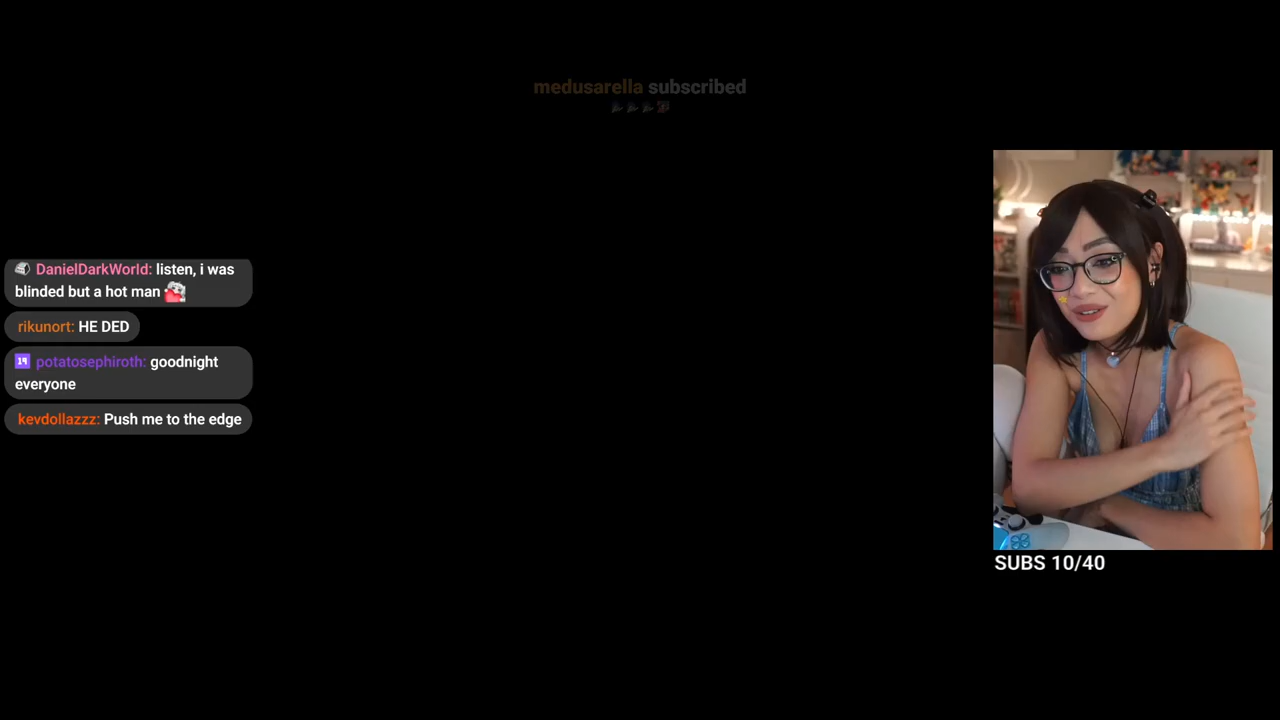 medusarella subscribed
DanielDarkWorld: listen, i was
blinded but a hot man
rikunort: HE DED
14 potatosephiroth: goodnight
everyone
kevdollazzz: Push me to the edge
SUBS 10/40